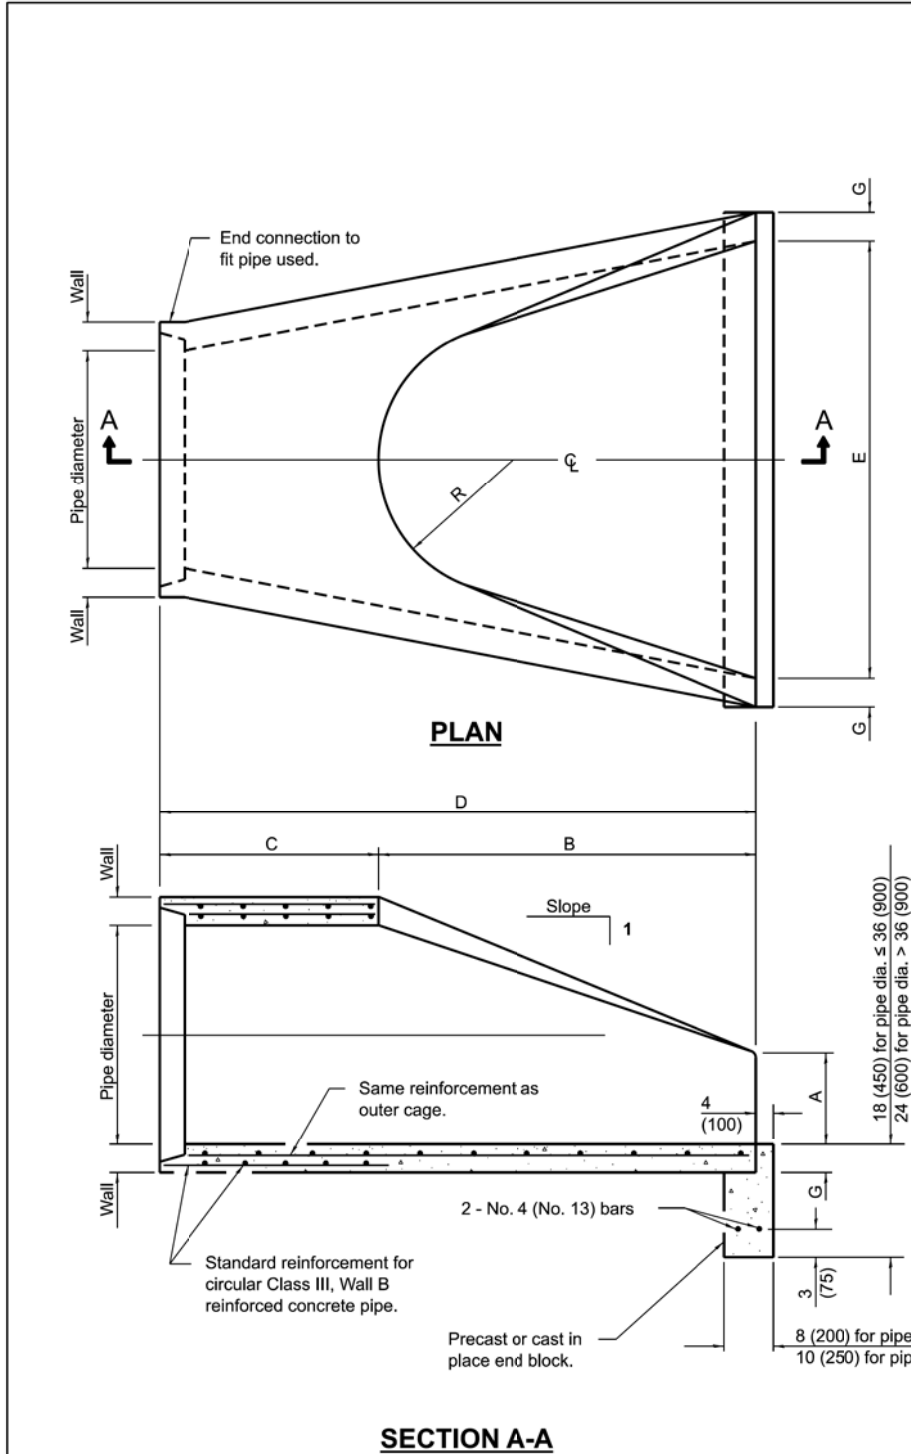 G
End connection to
fit pipe used.
Wall
Pipe diameter
A
A
E
℄
R
Wall
PLAN
G
D
C
B
Wall
Slope
1
18 (450) for pipe dia. ≤ 36 (900)
24 (600) for pipe dia. > 36 (900)
Pipe diameter
Same reinforcement as
outer cage.
4
(100)
A
Wall
G
2 - No. 4 (No. 13) bars
Standard reinforcement for
circular Class III, Wall B
reinforced concrete pipe.
3
(75)
Precast or cast in
place end block.
8 (200) for pipe
10 (250) for pip
SECTION A-A